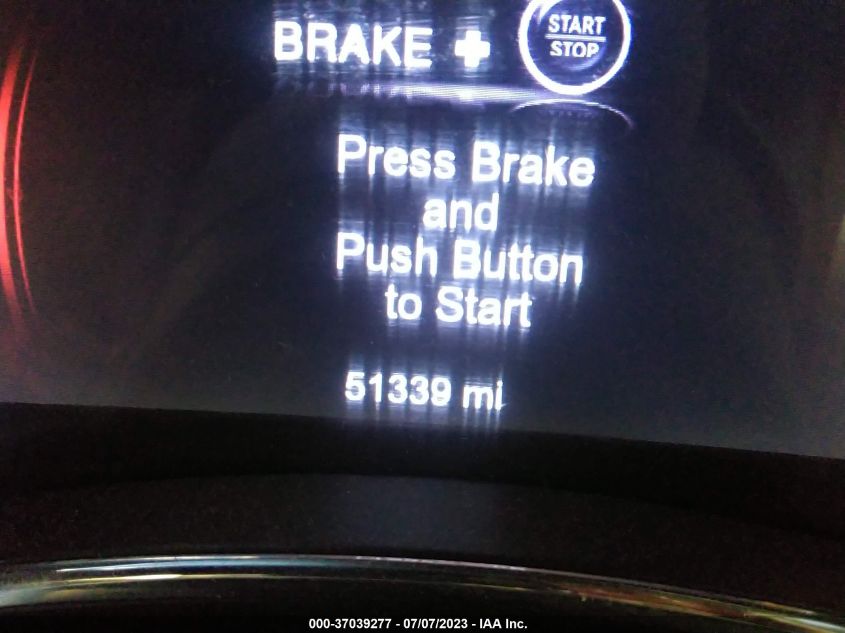 BRAKE + START
STOP
Press Brake
and
Push Button
to Start
51339 mi
000-37039277 - 07/07/2023 - IAA Inc.